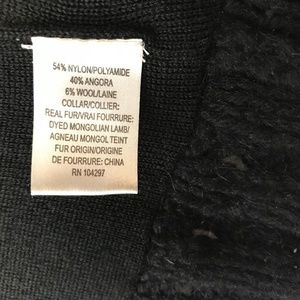 54% NYLON/POLYAMIDE
40% ANGORA
6% WOOL/LAINE
COLLAR/COLLIER:
REAL FUR/VRAI FOURRURE:
DYED MONGOLIAN LAMB/
AGNEAU MONGOL TEINT
FUR ORIGIN/ORIGINE
DE FOURRURE: CHINA
RN 104297